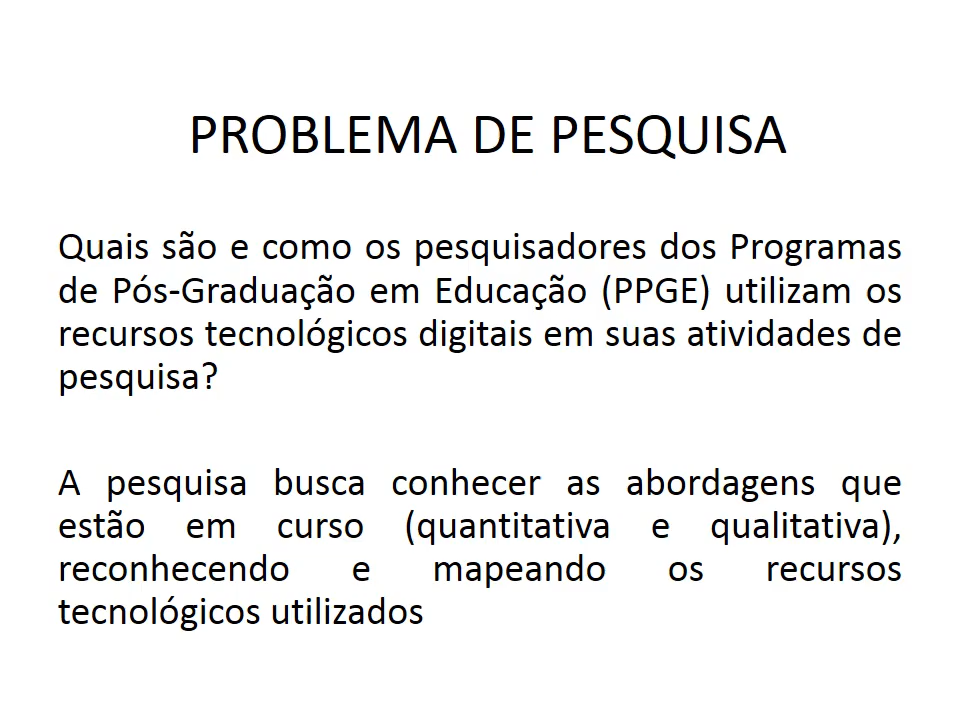 PROBLEMA DE PESQUISA
Quais são e como os pesquisadores dos Programas
de Pós-Graduação em Educação (PPGE) utilizam os
recursos tecnológicos digitais em suas atividades de
pesquisa?
A pesquisa busca conhecer as abordagens que
estão em curso (quantitativa e qualitativa),
reconhecendo e mapeando os recursos
tecnológicos utilizados